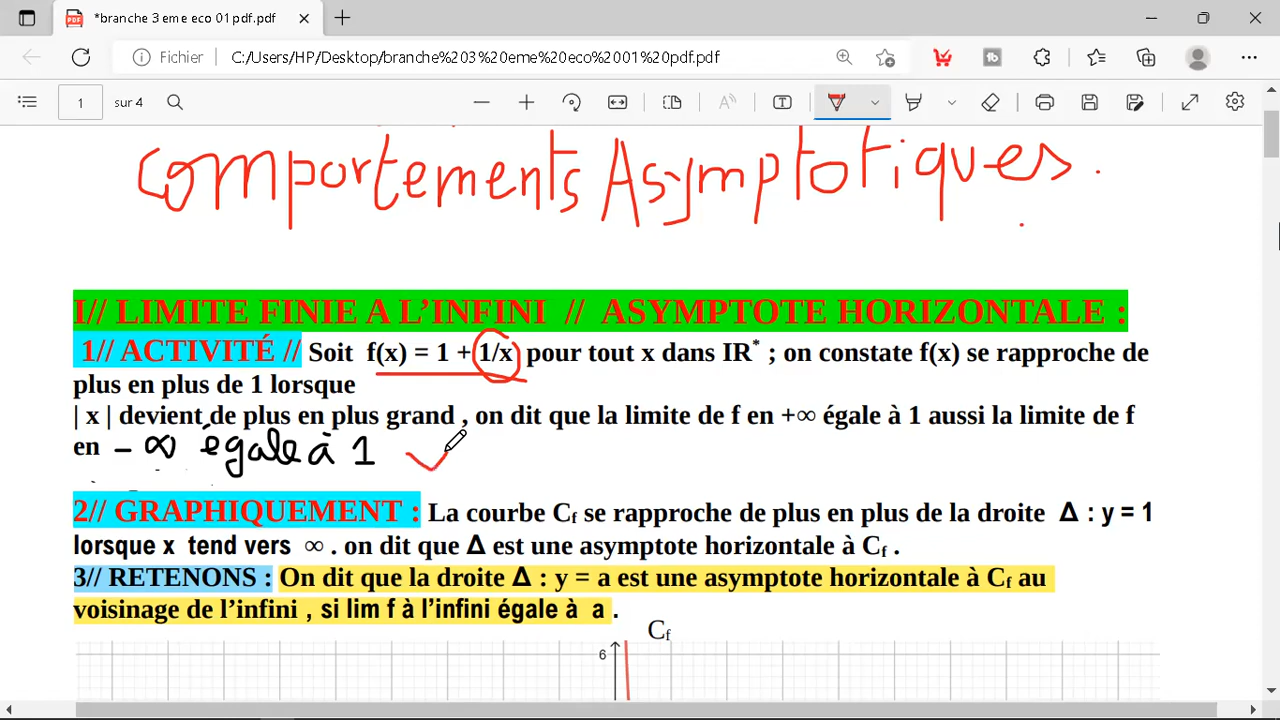 *branche 3 eme eco 01 pdf.pdf
Fichier C:/Users/HP/Desktop/branche%203%20eme%20eco%2001%20pdf.pdf
1 sur 4
comportements Asymptotiques.
I// LIMITE FINIE A L’INFINI // ASYMPTOTE HORIZONTALE :
1// ACTIVITÉ // Soit f(x) = 1 + 1/x pour tout x dans IR* ; on constate f(x) se rapproche de
plus en plus de 1 lorsque
| x | devient de plus en plus grand , on dit que la limite de f en +∞ égale à 1 aussi la limite de f
en - ∞ égale à 1
2// GRAPHIQUEMENT : La courbe Cf se rapproche de plus en plus de la droite Δ : y = 1
lorsque x tend vers ∞ . on dit que Δ est une asymptote horizontale à Cf .
3// RETENONS : On dit que la droite Δ : y = a est une asymptote horizontale à Cf au
voisinage de l’infini , si lim f à l’infini égale à a .
Cf
6